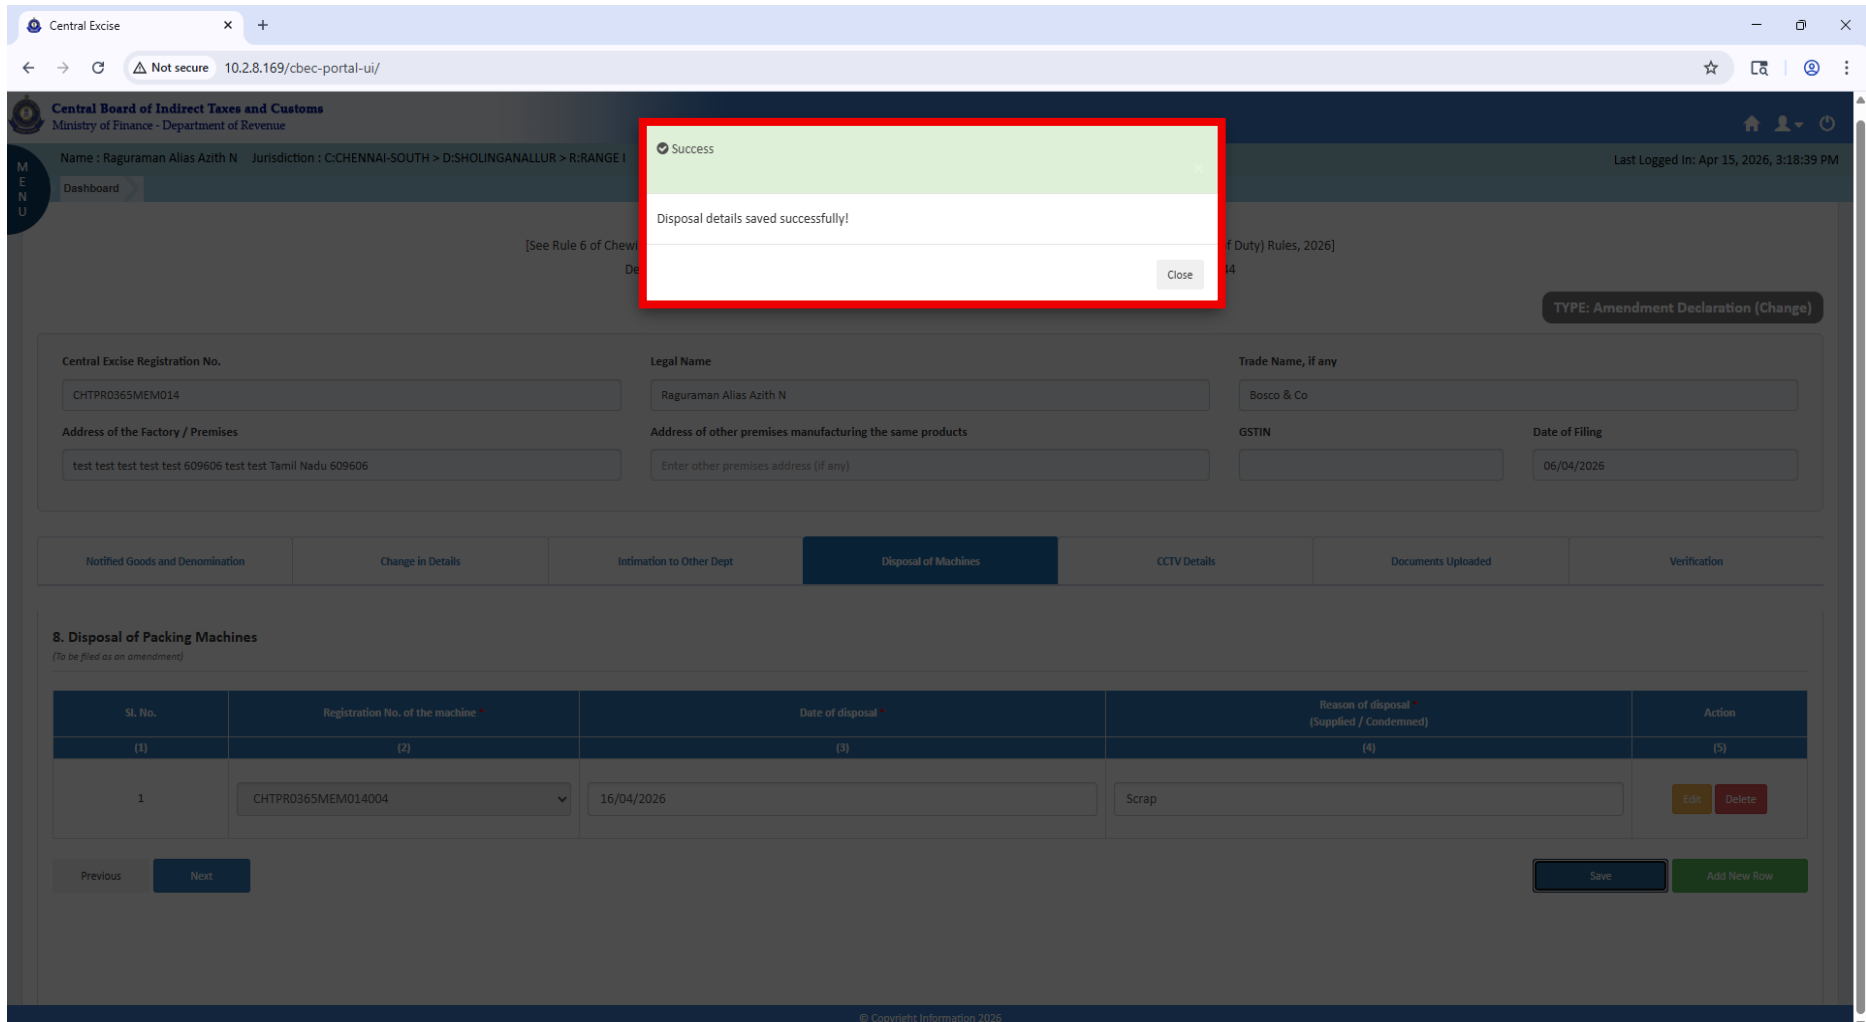 Central Excise
Not secure 10.2.8.169/cbec-portal-ui/
Central Board of Indirect Taxes and Customs
Ministry of Finance - Department of Revenue
Name : Raguraman Alias Azith N Jurisdiction : C:CHENNAI-SOUTH > D:SHOLINGANALLUR > R:RANGE I
Last Logged In: Apr 15, 2026, 3:18:39 PM
MENU
Dashboard
Success
Disposal details saved successfully!
Close
[See Rule 6 of Chewi
f Duty) Rules, 2026]
De
44
TYPE: Amendment Declaration (Change)
Central Excise Registration No. Legal Name Trade Name, if any
CHTPR0365MEM014 Raguraman Alias Azith N Bosco & Co
Address of the Factory / Premises Address of other premises manufacturing the same products GSTIN Date of Filing
test test test test test 609606 test test Tamil Nadu 609606 Enter other premises address (if any) 06/04/2026
Notified Goods and Denomination Change in Details Intimation to Other Dept Disposal of Machines CCTV Details Documents Uploaded Verification
8. Disposal of Packing Machines
(To be filed as an amendment)
Sl. No. Registration No. of the machine * Date of disposal * Reason of disposal * Action
(Supplied / Condemned)
(1) (2) (3) (4) (5)
1 CHTPR0365MEM014004 16/04/2026 Scrap Edit Delete
Previous Next Save Add New Row
© Copyright Information 2026